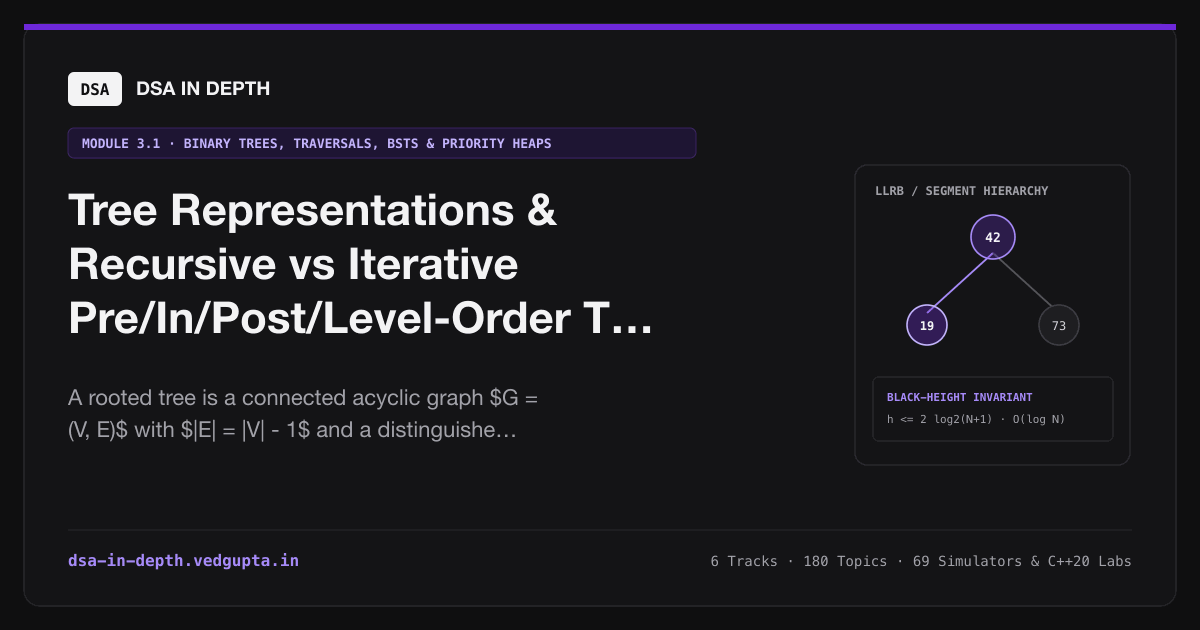 DSA DSA IN DEPTH
MODULE 3.1 · BINARY TREES, TRAVERSALS, BSTS & PRIORITY HEAPS
Tree Representations &
Recursive vs Iterative
Pre/In/Post/Level-Order T…
A rooted tree is a connected acyclic graph $G =
(V, E)$ with $|E| = |V| - 1$ and a distinguishe…
LLRB / SEGMENT HIERARCHY
42
19 73
BLACK-HEIGHT INVARIANT
h <= 2 log2(N+1) · O(log N)
dsa-in-depth.vedgupta.in
6 Tracks · 180 Topics · 69 Simulators & C++20 Labs